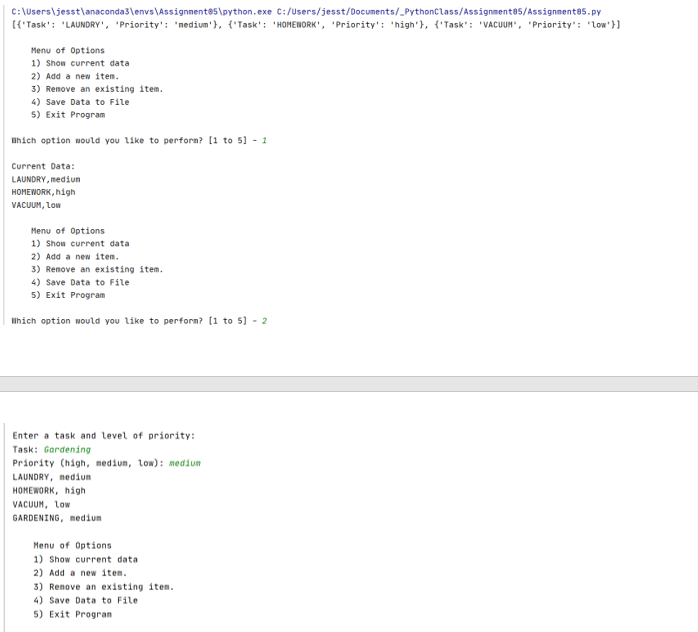 C:\Users\jesst\anaconda3\envs\Assignment05\python.exe C:/Users/jesst/Documents/_PythonClass/Assignment05/Assignment05.py
[{'Task': 'LAUNDRY', 'Priority': 'medium'}, {'Task': 'HOMEWORK', 'Priority': 'high'}, {'Task': 'VACUUM', 'Priority': 'low'}]
Menu of Options
1) Show current data
2) Add a new item.
3) Remove an existing item.
4) Save Data to File
5) Exit Program
Which option would you like to perform? [1 to 5] - 1
Current Data:
LAUNDRY,medium
HOMEWORK,high
VACUUM,low
Menu of Options
1) Show current data
2) Add a new item.
3) Remove an existing item.
4) Save Data to File
5) Exit Program
Which option would you like to perform? [1 to 5] - 2
Enter a task and level of priority:
Task: Gardening
Priority (high, medium, low): medium
LAUNDRY, medium
HOMEWORK, high
VACUUM, low
GARDENING, medium
Menu of Options
1) Show current data
2) Add a new item.
3) Remove an existing item.
4) Save Data to File
5) Exit Program